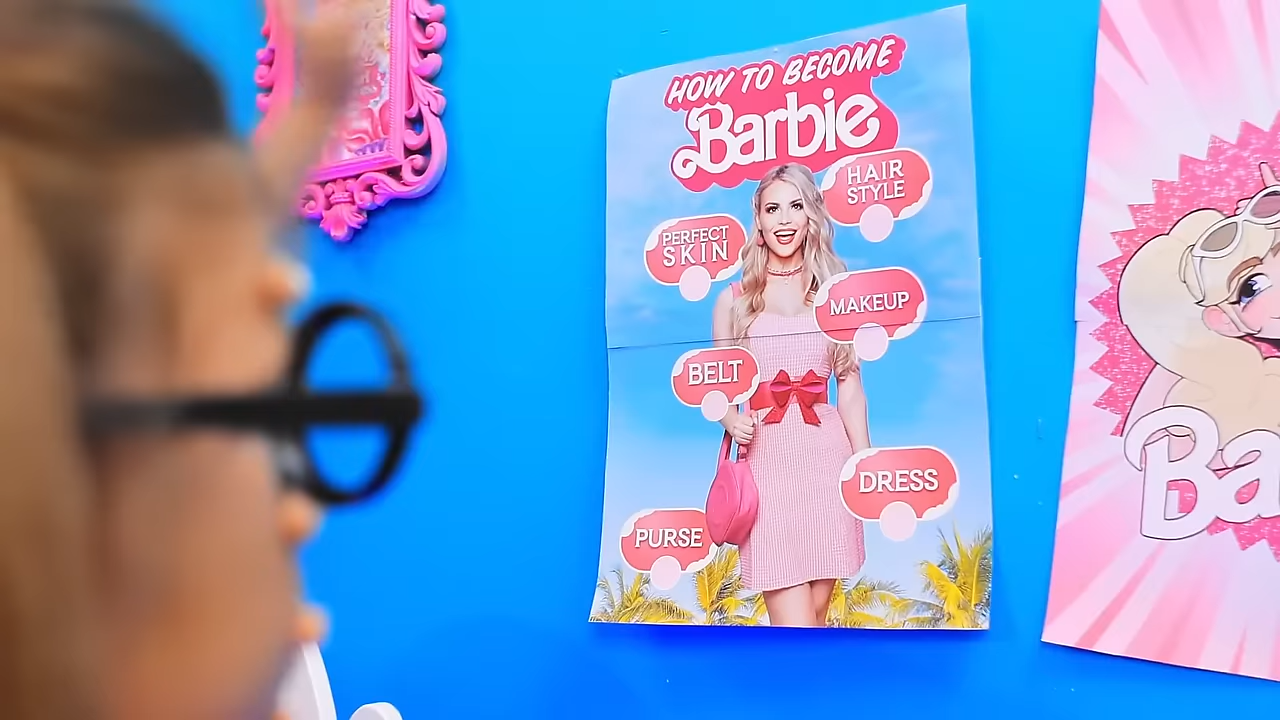 HOW TO BECOME
Barbie
HAIR
STYLE
PERFECT
SKIN
MAKEUP
BELT
DRESS
PURSE
Ba